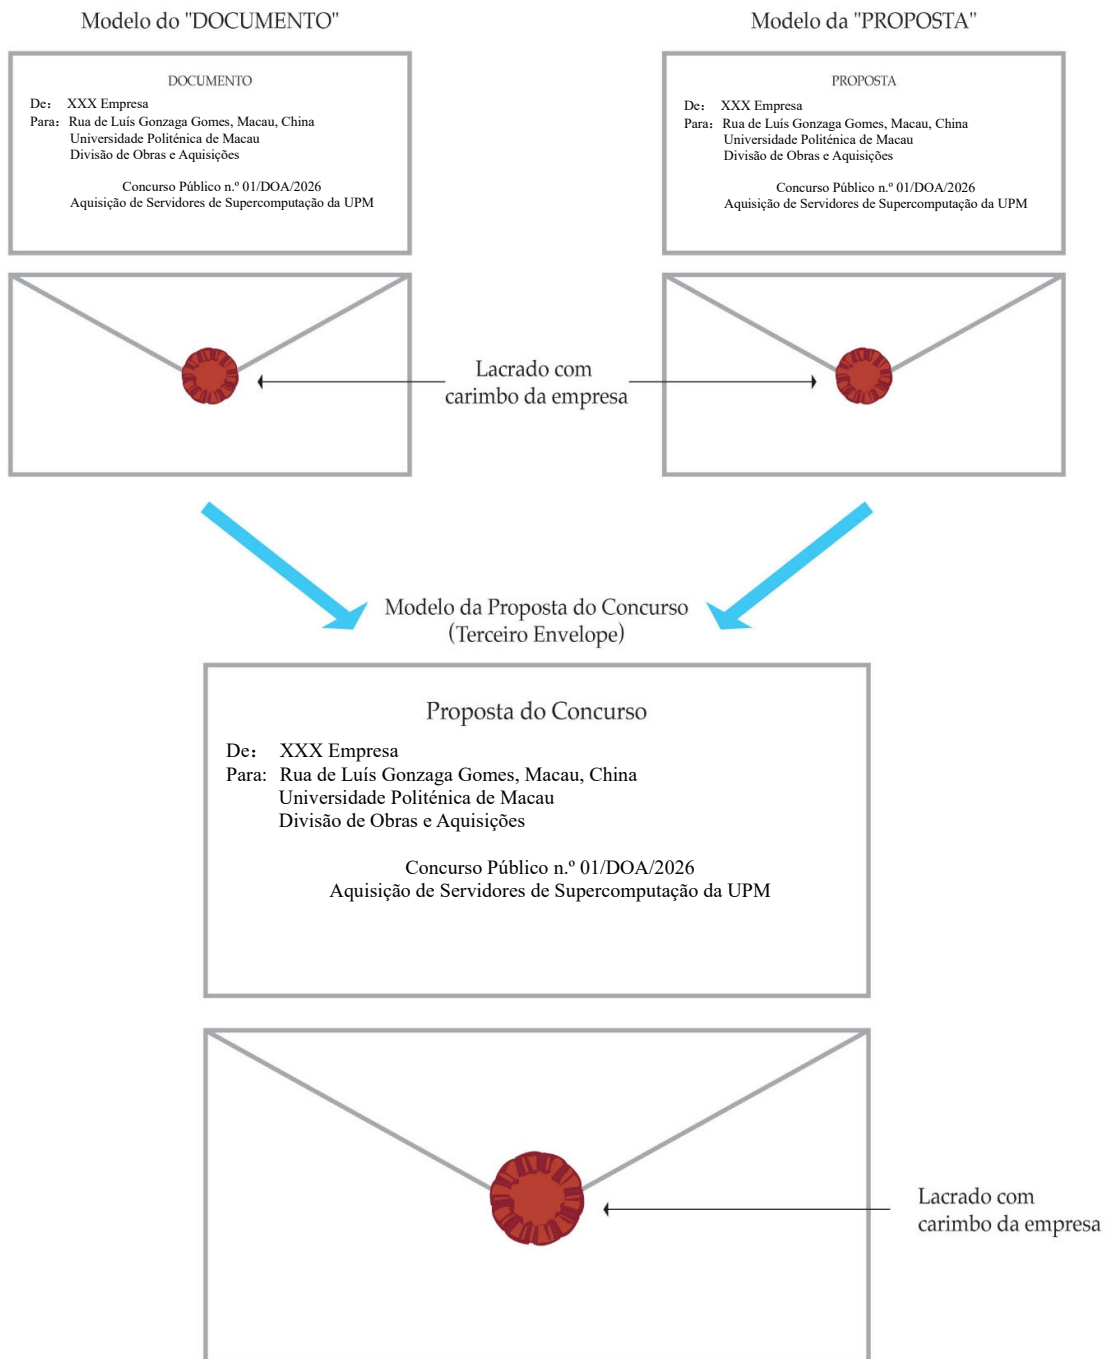 Modelo do "DOCUMENTO"
DOCUMENTO
De: XXX Empresa
Para: Rua de Luís Gonzaga Gomes, Macau, China
Universidade Politénica de Macau
Divisão de Obras e Aquisições
Concurso Público n.º 01/DOA/2026
Aquisição de Servidores de Supercomputação da UPM
Modelo da "PROPOSTA"
PROPOSTA
De: XXX Empresa
Para: Rua de Luís Gonzaga Gomes, Macau, China
Universidade Politénica de Macau
Divisão de Obras e Aquisições
Concurso Público n.º 01/DOA/2026
Aquisição de Servidores de Supercomputação da UPM
Lacrado com
carimbo da empresa
Modelo da Proposta do Concurso
(Terceiro Envelope)
Proposta do Concurso
De: XXX Empresa
Para: Rua de Luís Gonzaga Gomes, Macau, China
Universidade Politénica de Macau
Divisão de Obras e Aquisições
Concurso Público n.º 01/DOA/2026
Aquisição de Servidores de Supercomputação da UPM
Lacrado com
carimbo da empresa